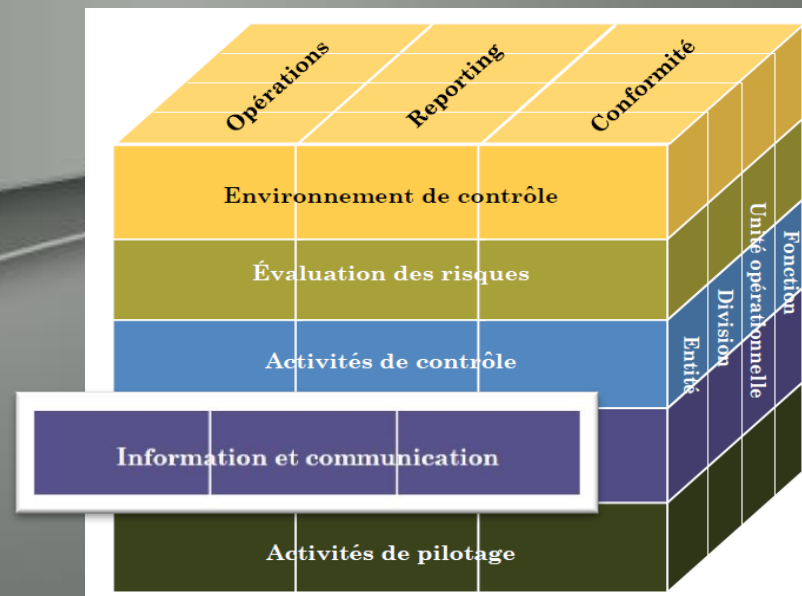 Opérations
Reporting
Conformité
Environnement de contrôle
Évaluation des risques
Activités de contrôle
Information et communication
Activités de pilotage
Entité
Division
Unité opérationnelle
Fonction